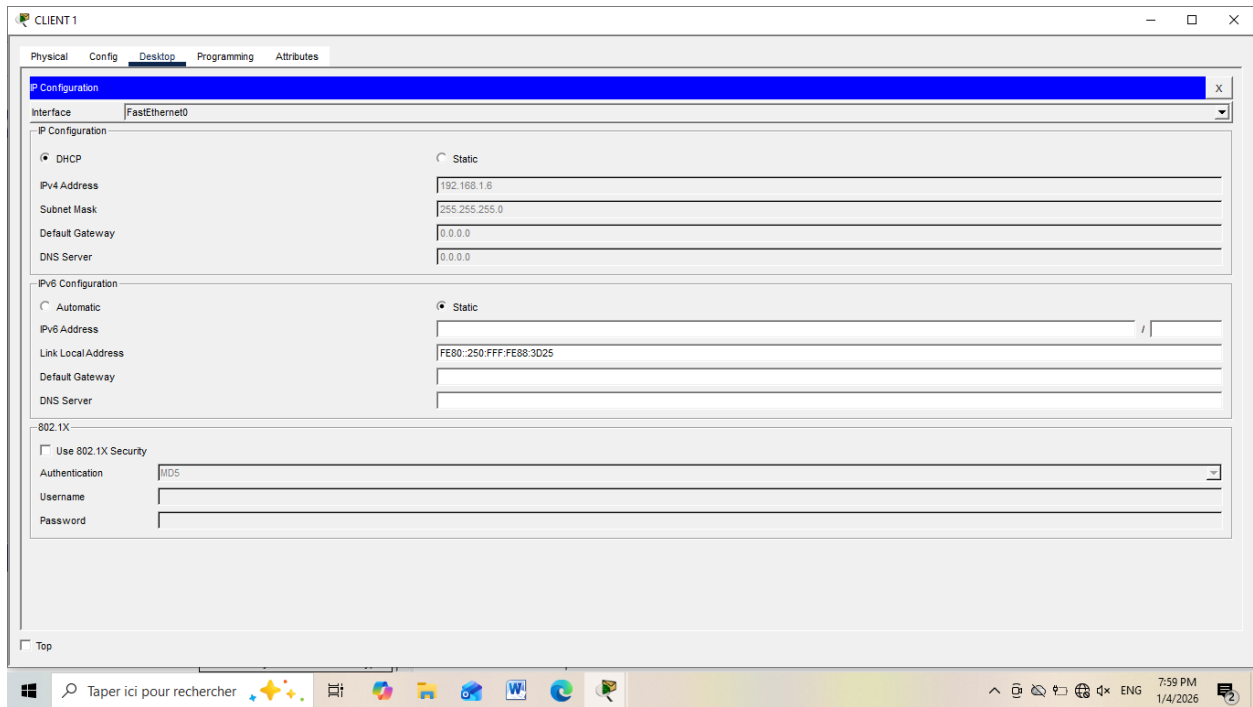 CLIENT 1
Physical Config Desktop Programming Attributes
IP Configuration X
Interface FastEthernet0
IP Configuration
DHCP Static
IPv4 Address 192.168.1.6
Subnet Mask 255.255.255.0
Default Gateway 0.0.0.0
DNS Server 0.0.0.0
IPv6 Configuration
Automatic Static
IPv6 Address /
Link Local Address FE80::250:FFF:FE88:3D25
Default Gateway
DNS Server
802.1X
Use 802.1X Security
Authentication MD5
Username
Password
Top
Taper ici pour rechercher ENG 7:59 PM
1/4/2026 2